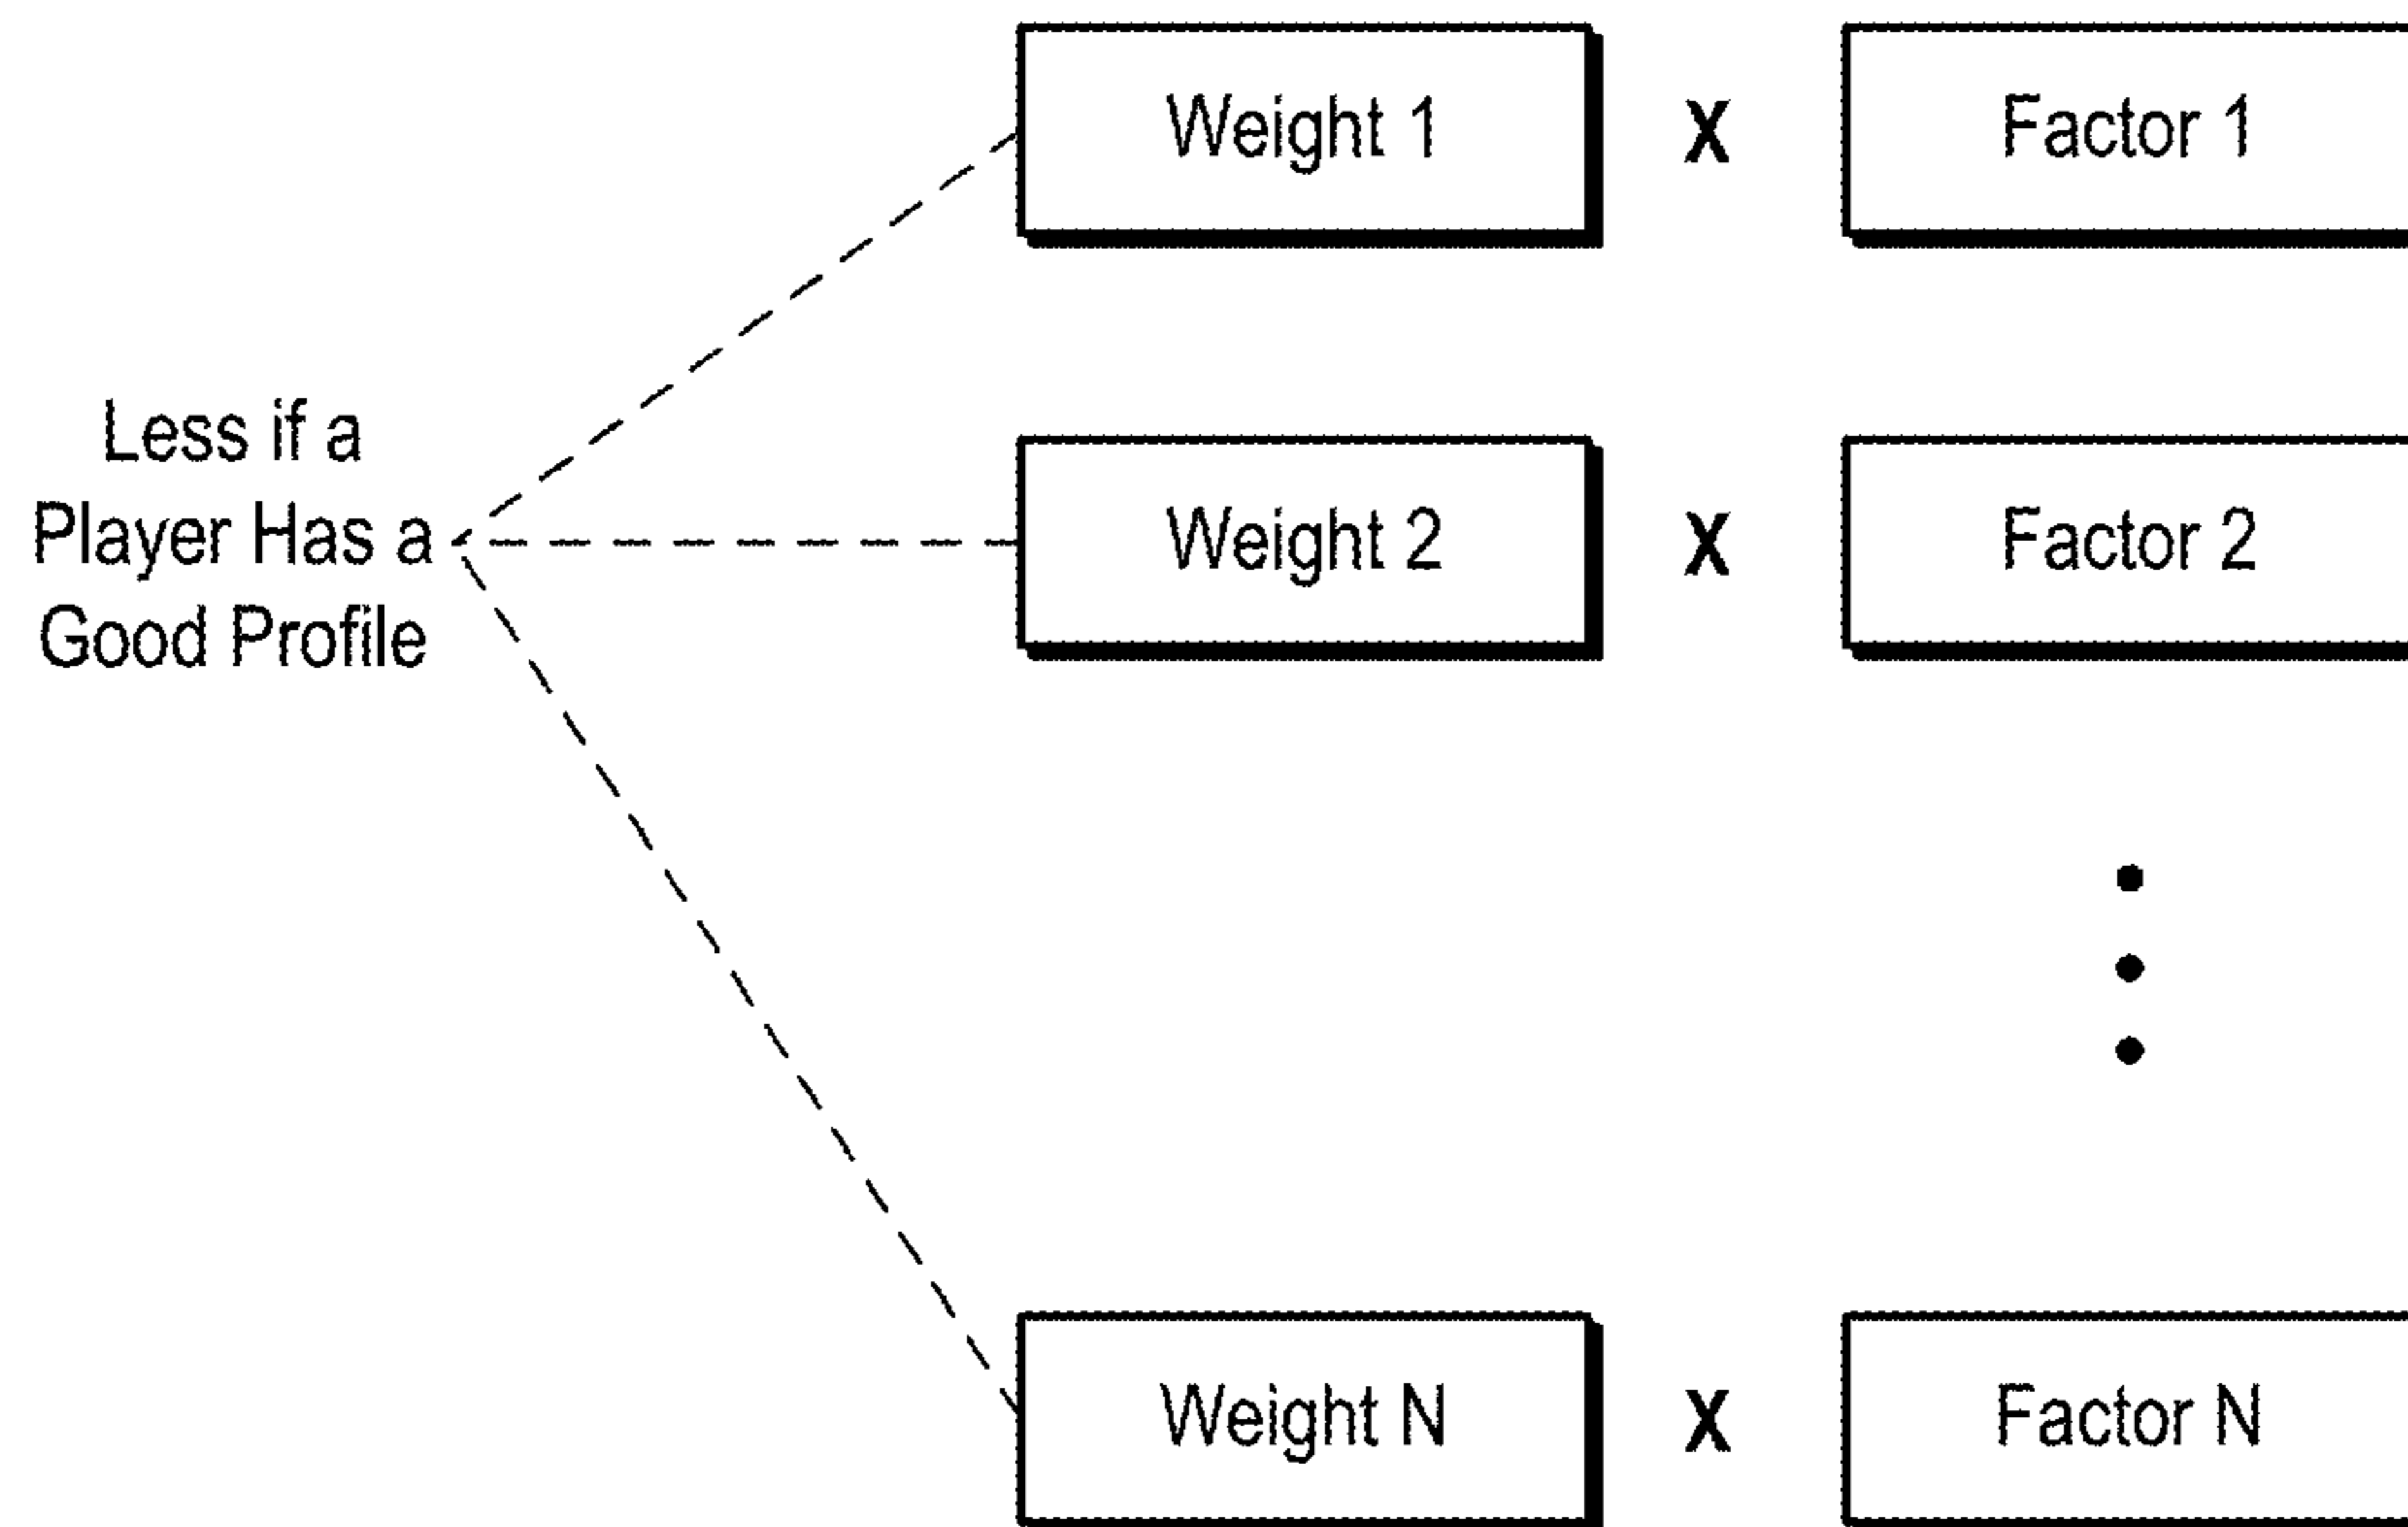 Weight 1 X Factor 1
Less if a
Player Has a
Good Profile
Weight 2 X Factor 2
Weight N X Factor N